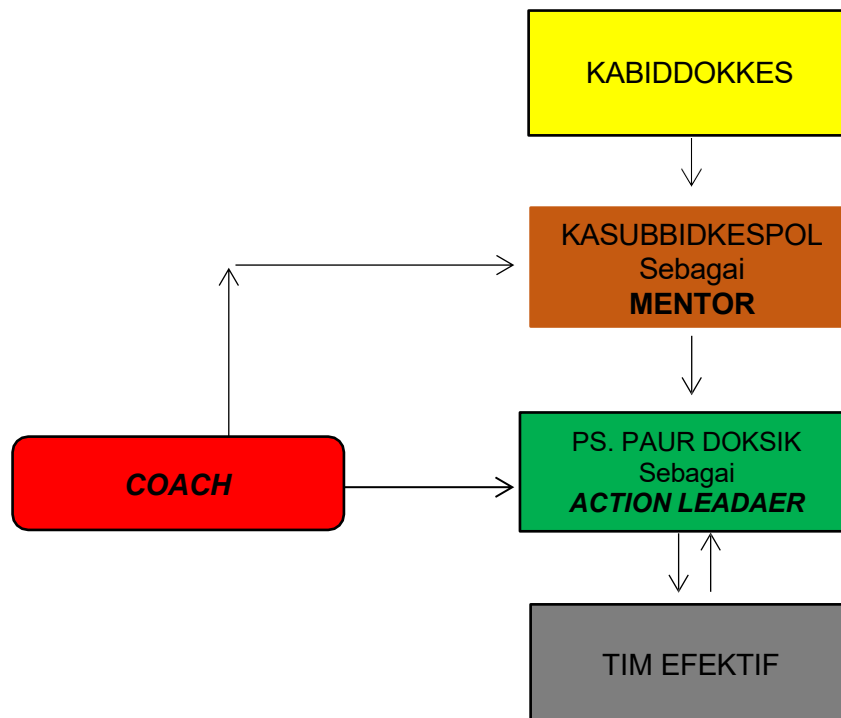 KABIDDOKKES
KASUBBIDKESPOL
Sebagai
MENTOR
COACH
PS. PAUR DOKSIK
Sebagai
ACTION LEADAER
TIM EFEKTIF